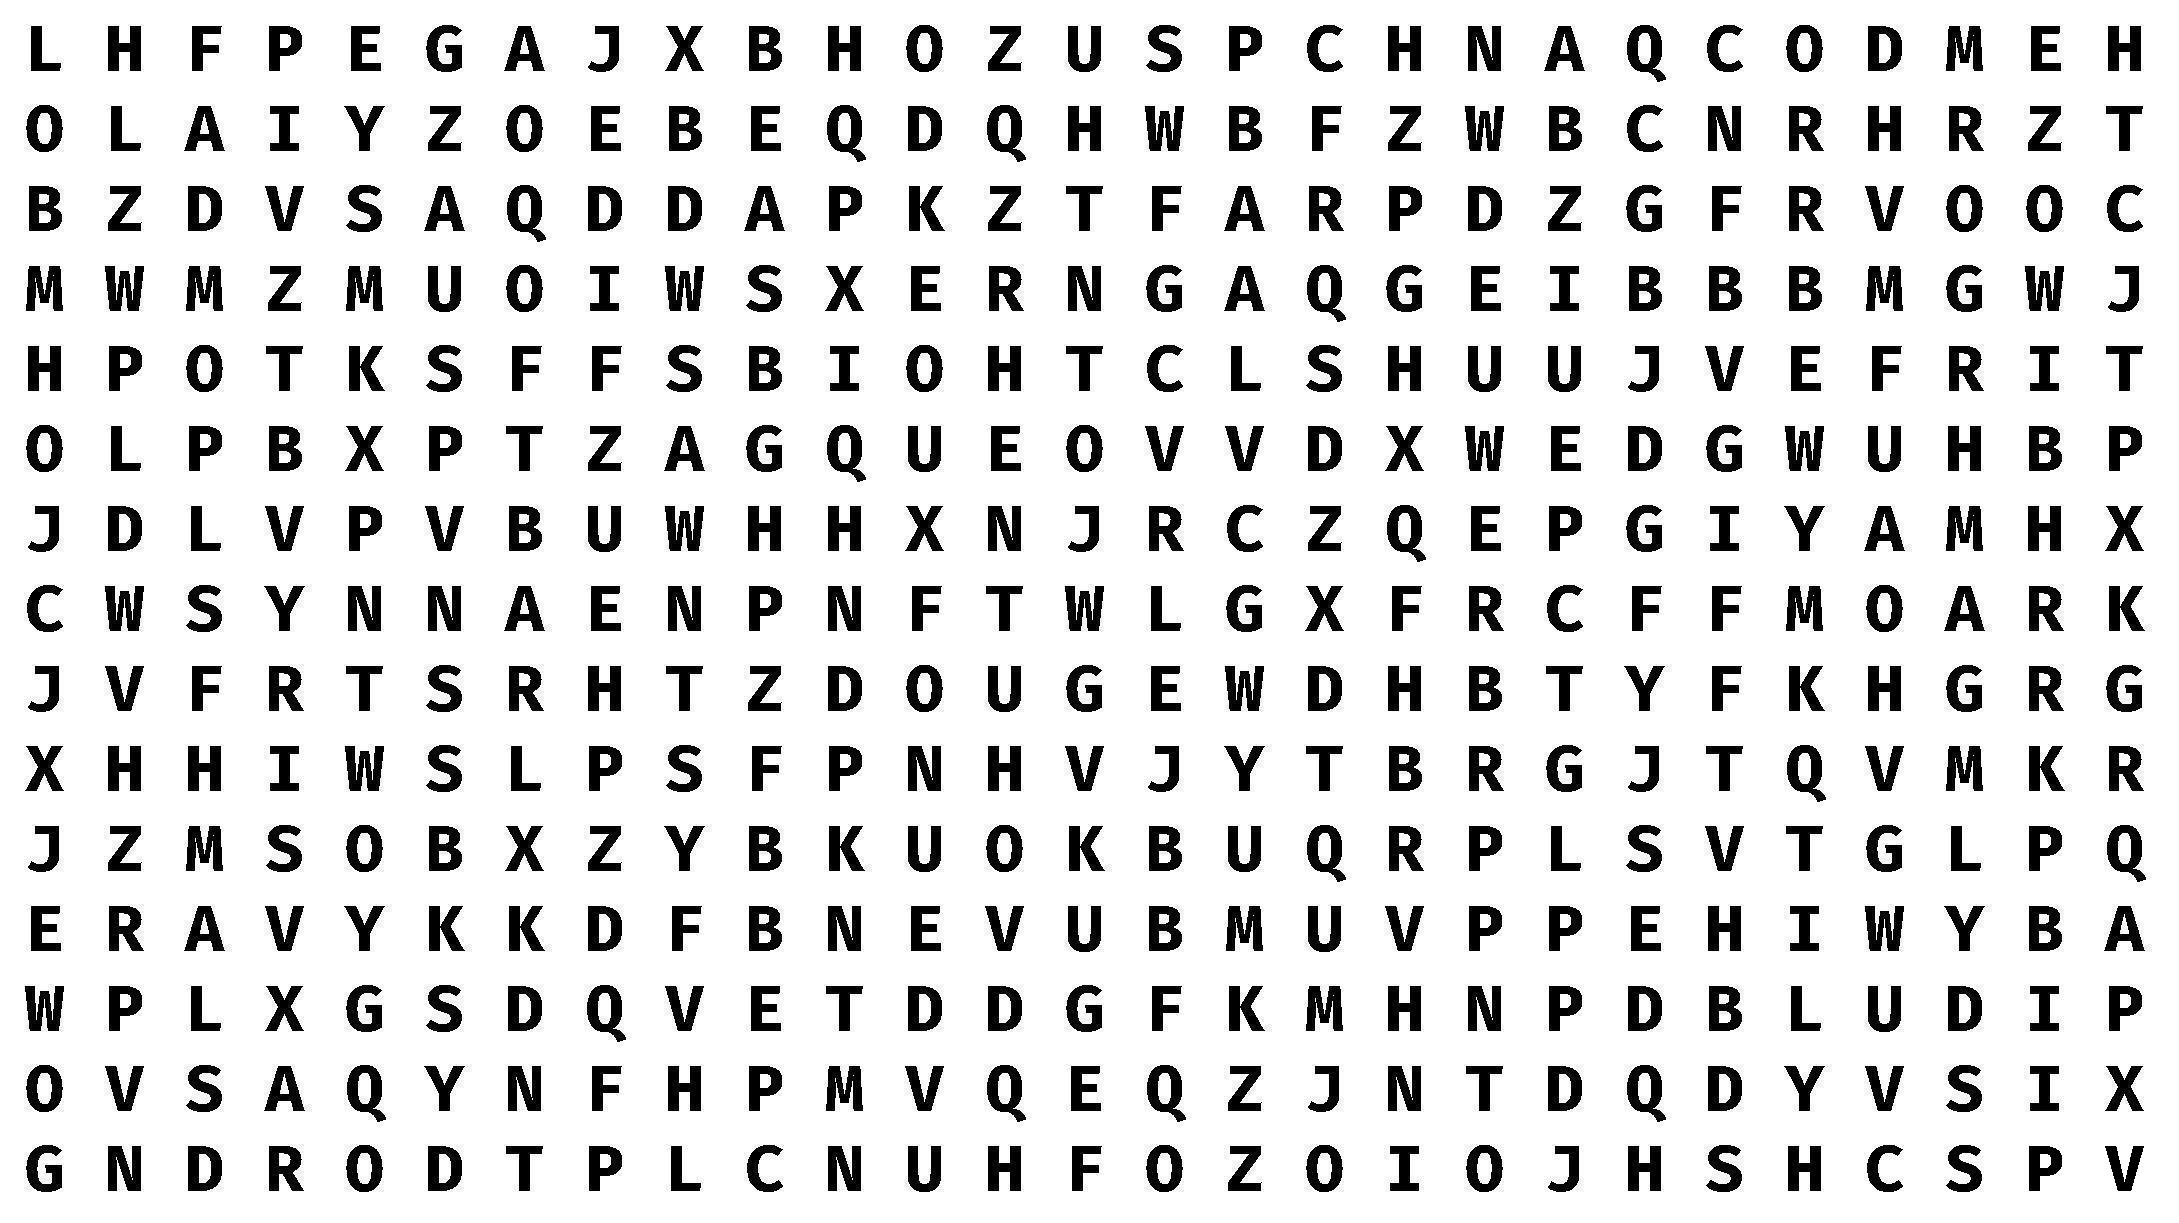 L H F P E G A J X B H O Z U S P C H N A Q C O D M E H
O L A I Y Z O E B E Q D Q H W B F Z W B C N R H R Z T
B Z D V S A Q D D A P K Z T F A R P D Z G F R V O O C
M W M Z M U O I W S X E R N G A Q G E I B B B M G W J
H P O T K S F F S B I O H T C L S H U U J V E F R I T
O L P B X P T Z A G Q U E O V V D X W E D G W U H B P
J D L V P V B U W H H X N J R C Z Q E P G I Y A M H X
C W S Y N N A E N P N F T W L G X F R C F F M O A R K
J V F R T S R H T Z D O U G E W D H B T Y F K H G R G
X H H I W S L P S F P N H V J Y T B R G J T Q V M K R
J Z M S O B X Z Y B K U O K B U Q R P L S V T G L P Q
E R A V Y K K D F B N E V U B M U V P P E H I W Y B A
W P L X G S D Q V E T D D G F K M H N P D B L U D I P
O V S A Q Y N F H P M V Q E Q Z J N T D Q D Y V S I X
G N D R O D T P L C N U H F O Z O I O J H S H C S P V